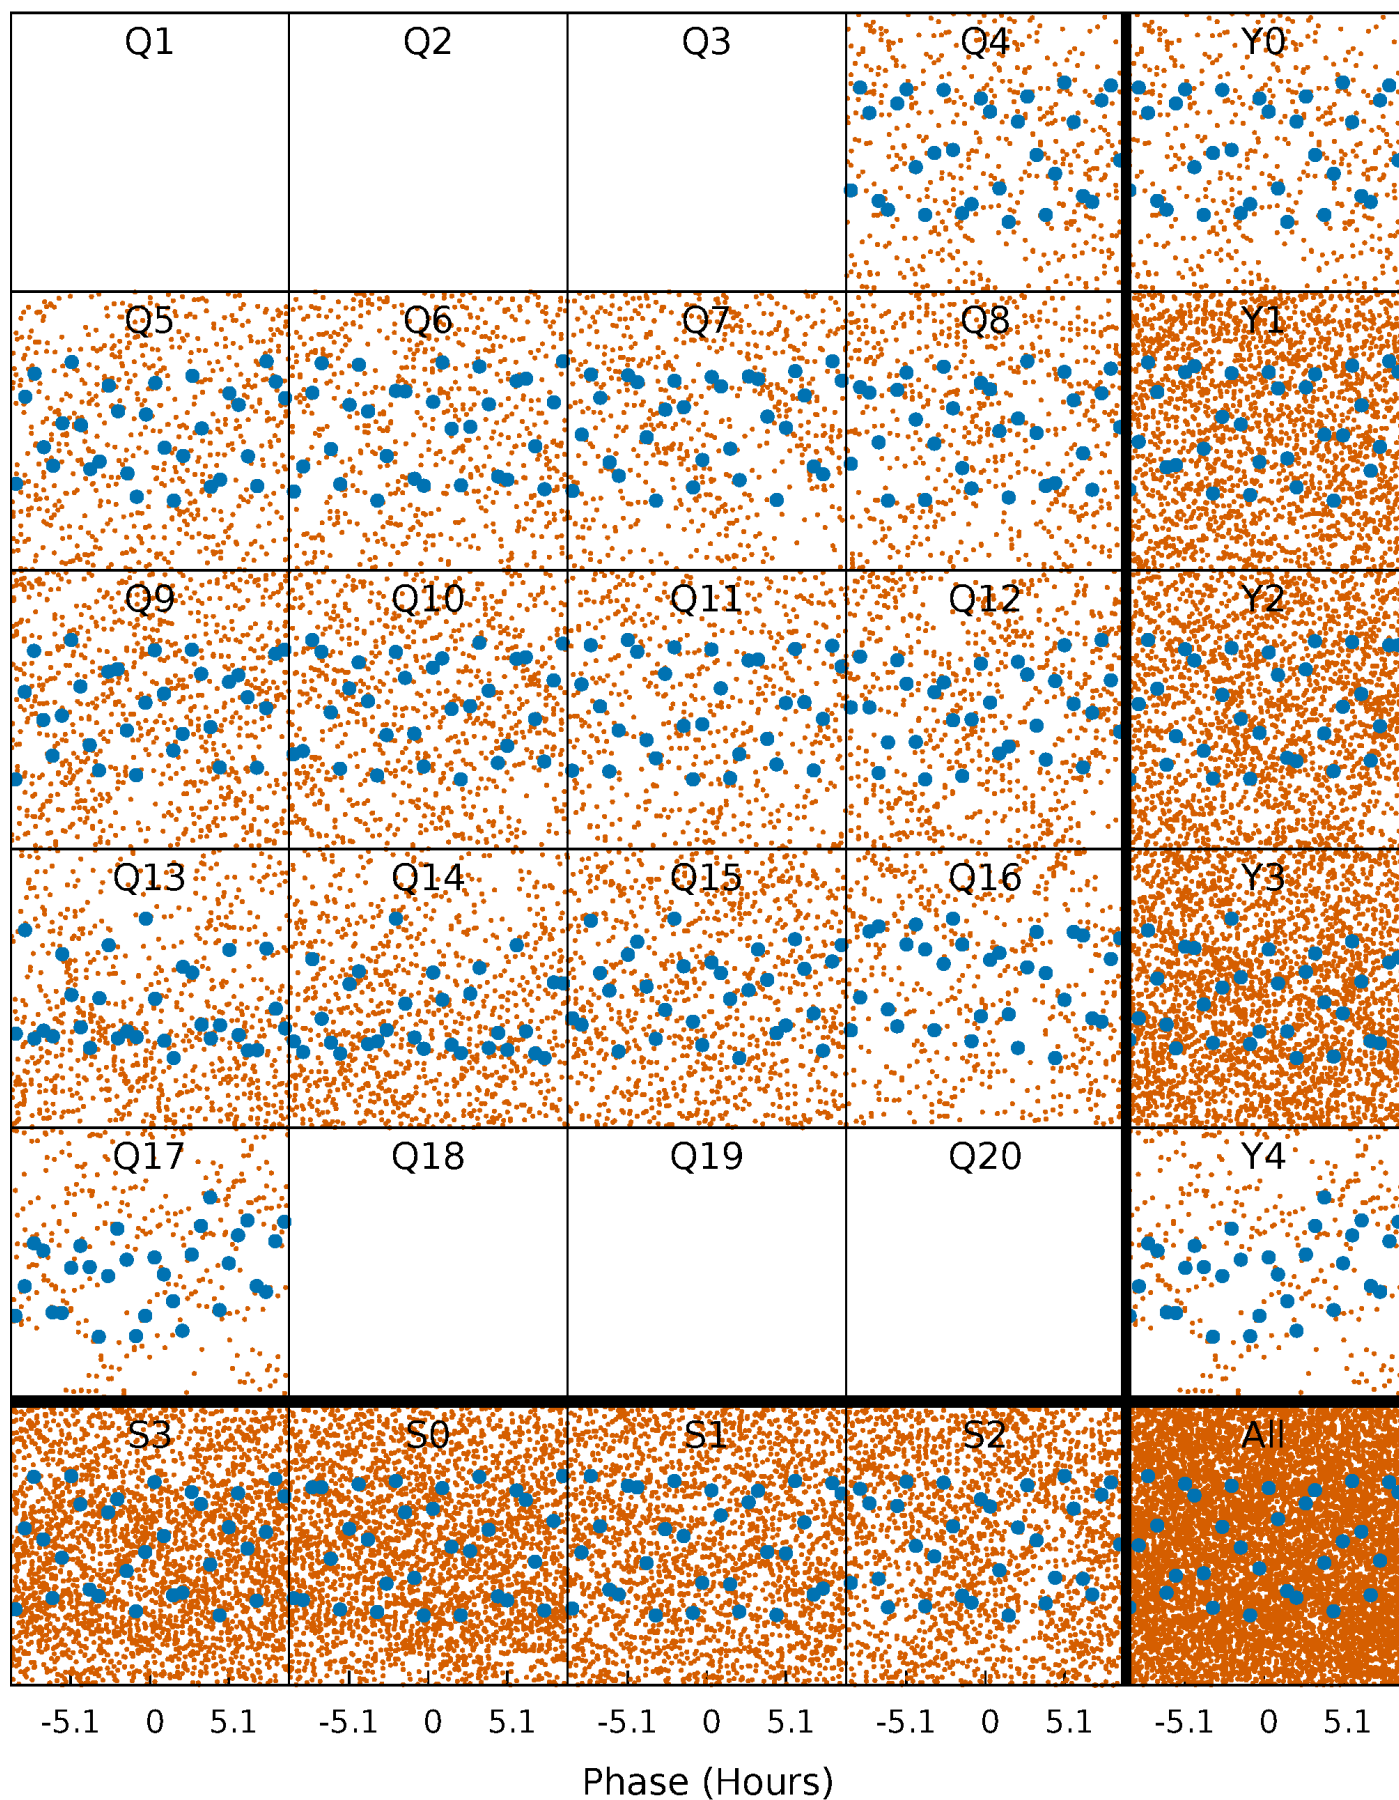 Q1 Q2 Q3 Q4 Y0
Q5 Q6 Q7 Q8 Y1
Q9 Q10 Q11 Q12 Y2
Q13 Q14 Q15 Q16 Y3
Q17 Q18 Q19 Q20 Y4
S3 S0 S1 S2 All
-5.1 0 5.1 -5.1 0 5.1 -5.1 0 5.1 -5.1 0 5.1 -5.1 0 5.1
Phase (Hours)